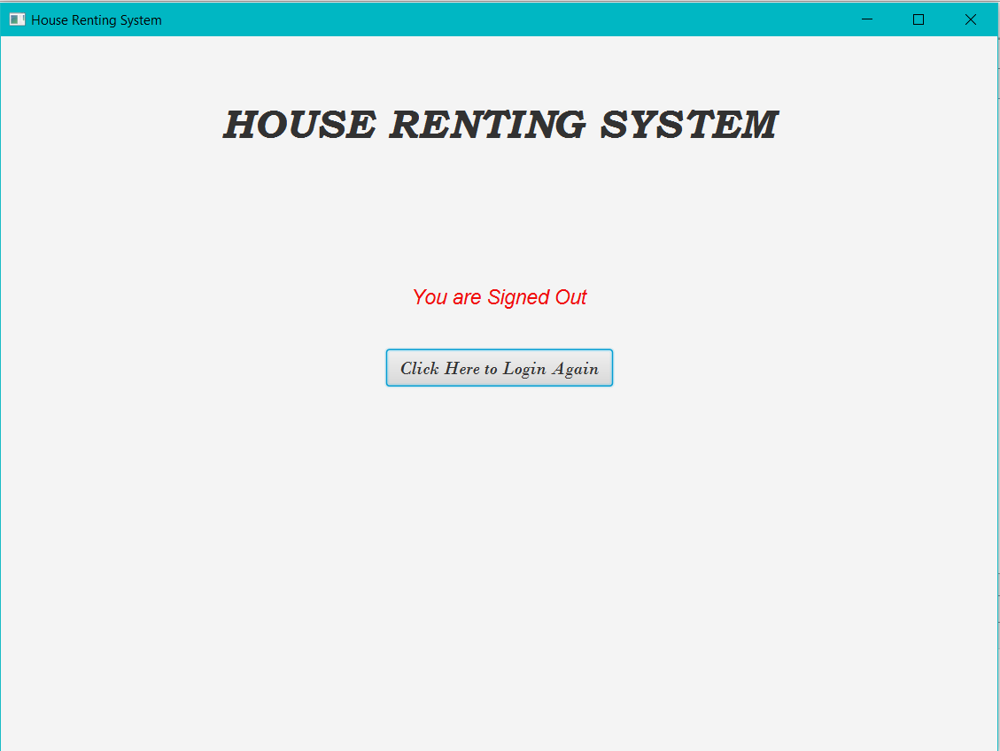 House Renting System
HOUSE RENTING SYSTEM
You are Signed Out
Click Here to Login Again